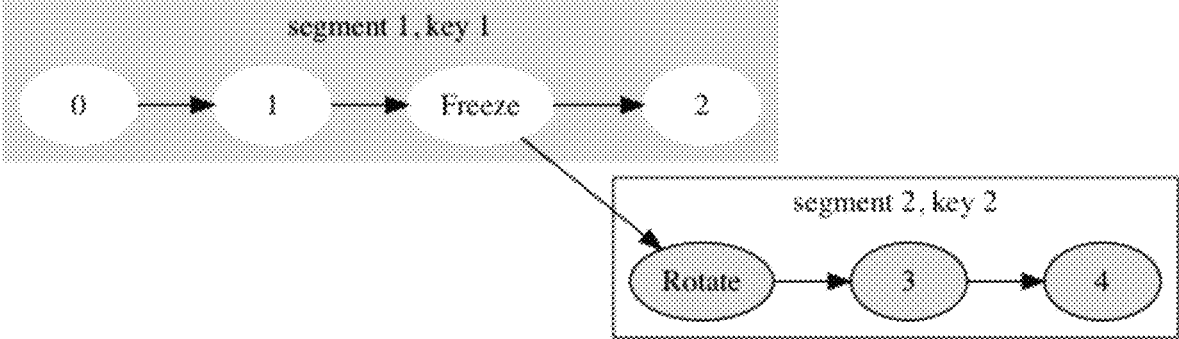 segment 1, key 1
0
1
Freeze
2
segment 2, key 2
Rotate
3
4